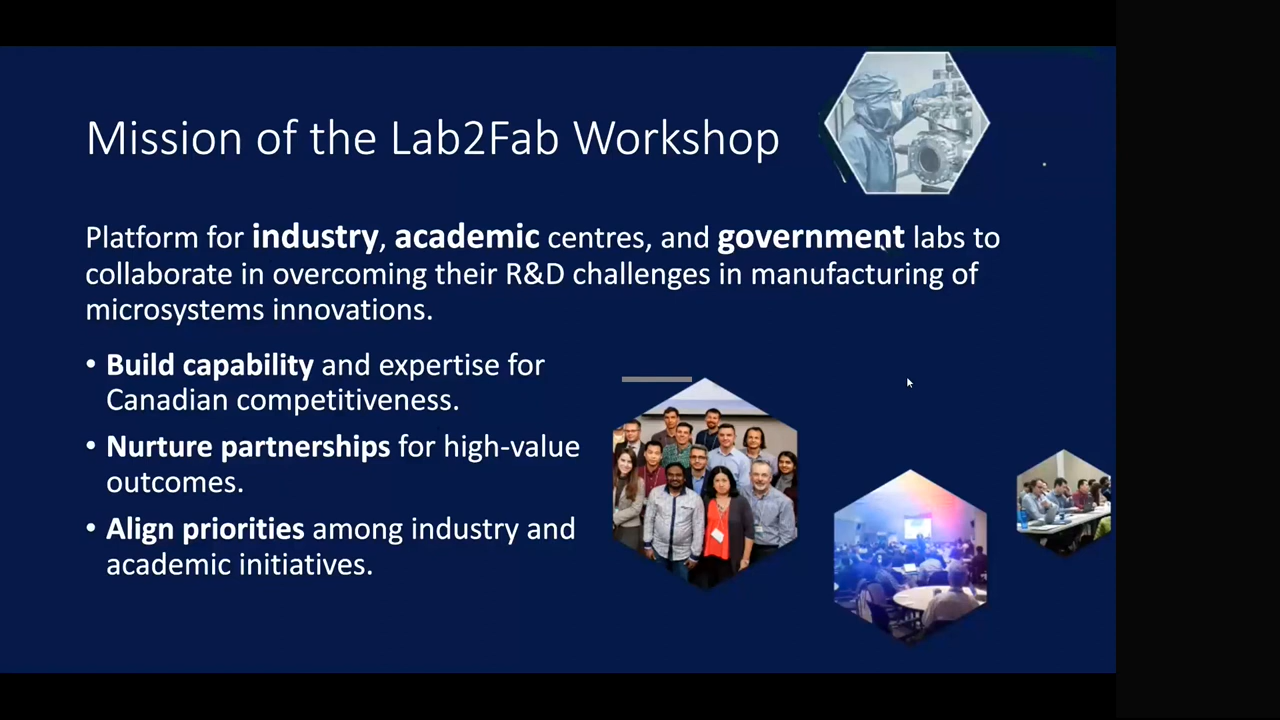 Mission of the Lab2Fab Workshop
Platform for industry, academic centres, and government labs to
collaborate in overcoming their R&D challenges in manufacturing of
microsystems innovations.
• Build capability and expertise for
Canadian competitiveness.
• Nurture partnerships for high-value
outcomes.
• Align priorities among industry and
academic initiatives.